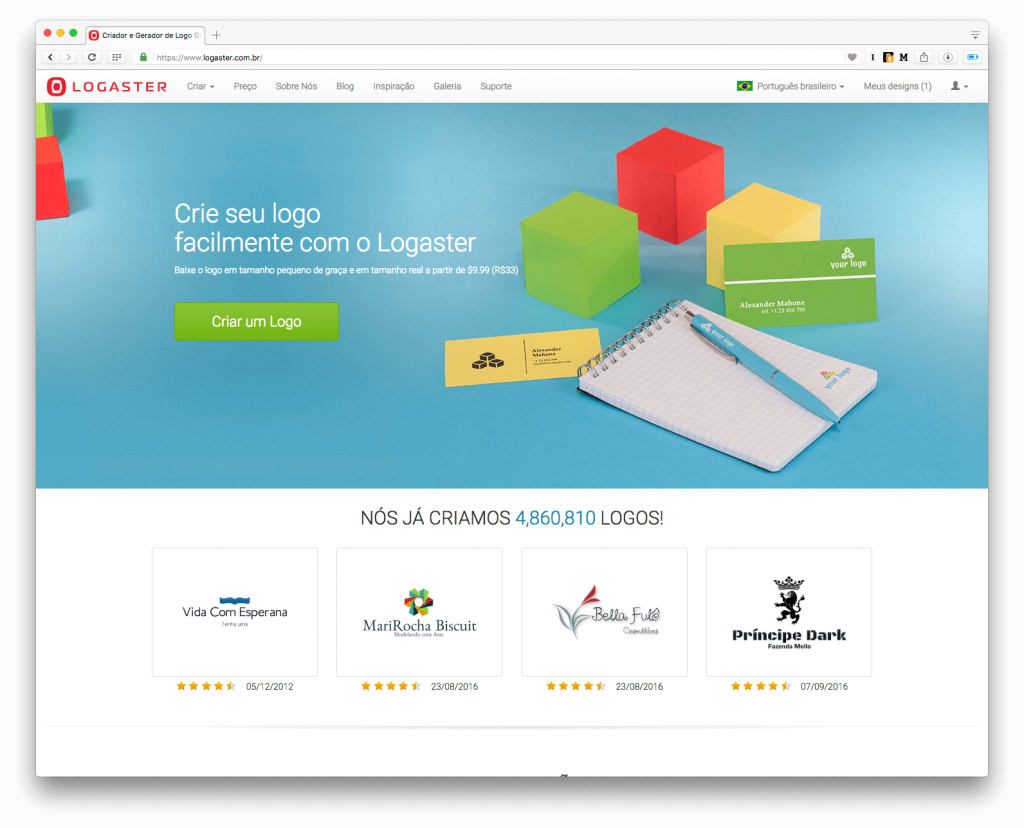 Criador e Gerador de Logo G
https://www.logaster.com.br/
LOGASTER
Criar
Preço
Sobre Nós
Blog
Inspiração
Galeria
Suporte
Português brasileiro
Meus designs (1)
Crie seu logo
facilmente com o Logaster
Baixe o logo em tamanho pequeno de graça e em tamanho real a partir de $9.99 (R$33)
Criar um Logo
your logo
Alexander Mahone
tel. +1 23 456 789
Alexander
Mahone
your logo
your logo
NÓS JÁ CRIAMOS 4,860,810 LOGOS!
Vida Com Esperana
Tenha uma
MariRocha Biscuit
Modelando com Arte
Bella Fulô
Cosméticos
Príncipe Dark
Fazenda Mello
05/12/2012
23/08/2016
23/08/2016
07/09/2016